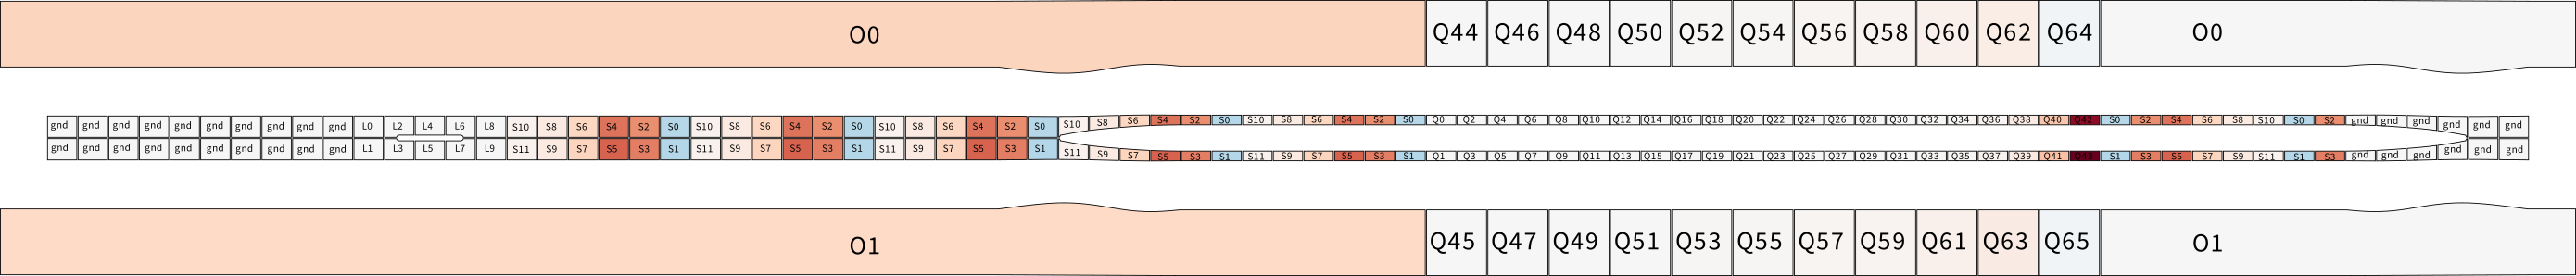 O0 Q44 Q46 Q48 Q50 Q52 Q54 Q56 Q58 Q60 Q62 Q64 O0
gnd gnd gnd gnd gnd gnd gnd gnd gnd gnd L0 L2 L4 L6 L8 S10 S8 S6 S4 S2 S0 S10 S8 S6 S4 S2 S0 S10 S8 S6 S4 S2 S0 S10 S8 S6 S4 S2 S0 S10 S8 S6 S4 S2 S0 Q0 Q2 Q4 Q6 Q8 Q10 Q12 Q14 Q16 Q18 Q20 Q22 Q24 Q26 Q28 Q30 Q32 Q34 Q36 Q38 Q40 Q42 S0 S2 S4 S6 S8 S10 S0 S2 gnd gnd gnd gnd gnd gnd
gnd gnd gnd gnd gnd gnd gnd gnd gnd gnd L1 L3 L5 L7 L9 S11 S9 S7 S5 S3 S1 S11 S9 S7 S5 S3 S1 S11 S9 S7 S5 S3 S1 S11 S9 S7 S5 S3 S1 S11 S9 S7 S5 S3 S1 Q1 Q3 Q5 Q7 Q9 Q11 Q13 Q15 Q17 Q19 Q21 Q23 Q25 Q27 Q29 Q31 Q33 Q35 Q37 Q39 Q41 Q43 S1 S3 S5 S7 S9 S11 S1 S3 gnd gnd gnd gnd gnd gnd
O1 Q45 Q47 Q49 Q51 Q53 Q55 Q57 Q59 Q61 Q63 Q65 O1